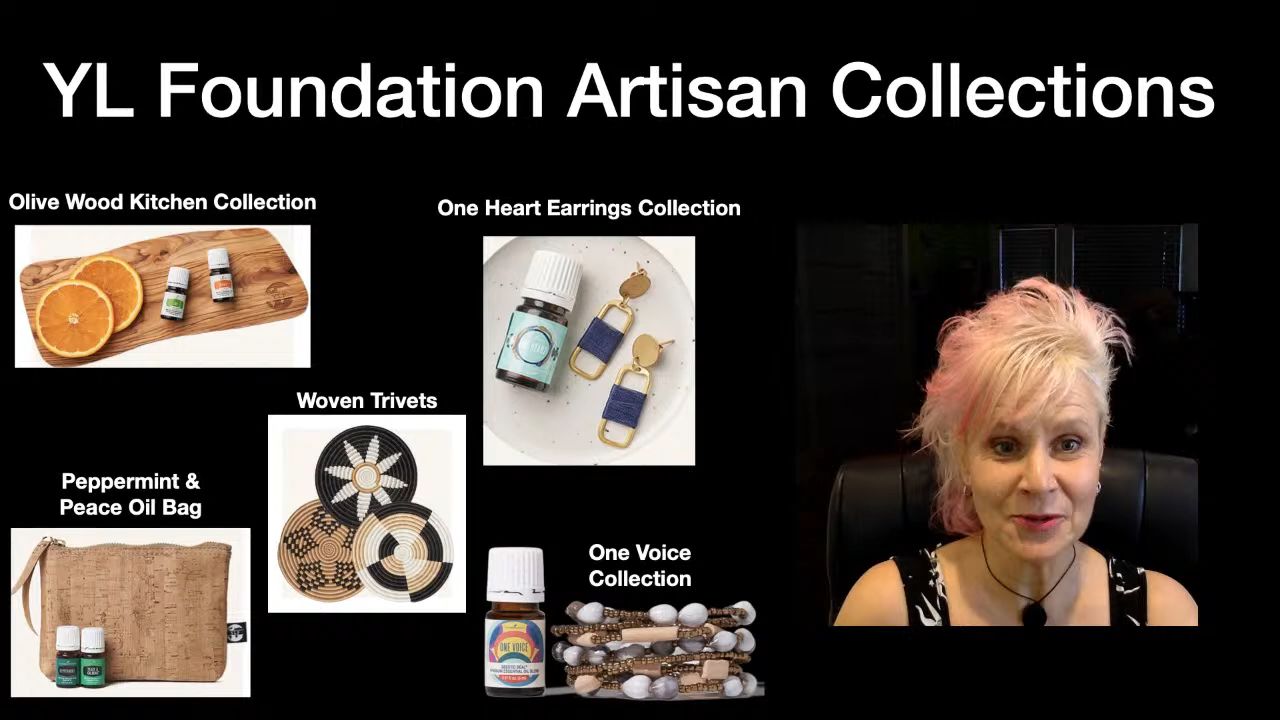 YL Foundation Artisan Collections
Olive Wood Kitchen Collection
One Heart Earrings Collection
Woven Trivets
Peppermint &
Peace Oil Bag
One Voice
Collection
ONE VOICE